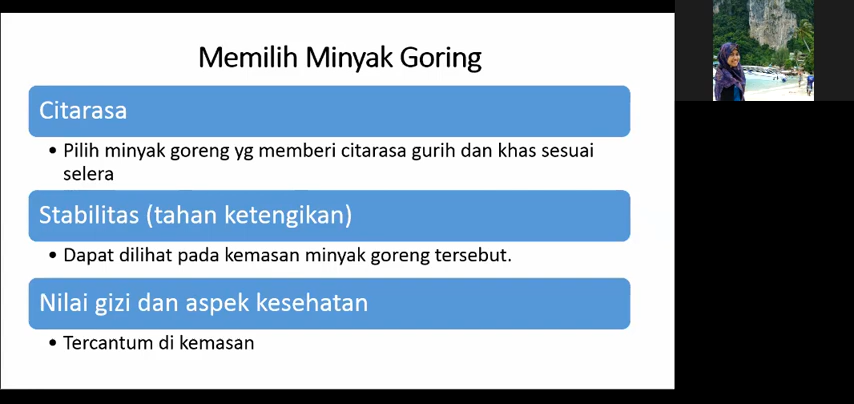 Memilih Minyak Goring
Citarasa
• Pilih minyak goreng yg memberi citarasa gurih dan khas sesuai
selera
Stabilitas (tahan ketengikan)
• Dapat dilihat pada kemasan minyak goreng tersebut.
Nilai gizi dan aspek kesehatan
• Tercantum di kemasan